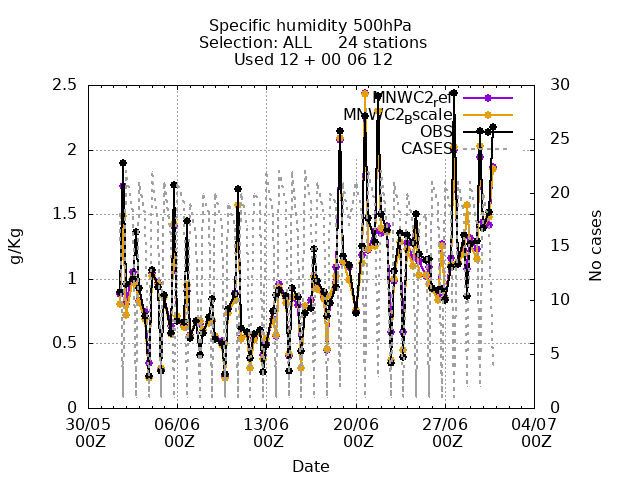 Specific humidity 500hPa
Selection: ALL 24 stations
Used 12 + 00 06 12
2.5
2
1.5
1
0.5
0
g/Kg
30
25
20
15
10
5
0
No cases
MNWC2ref
MNWC2Bscale
OBS
CASES
30/05 06/06 13/06 20/06 27/06 04/07
00Z 00Z 00Z 00Z 00Z 00Z
Date